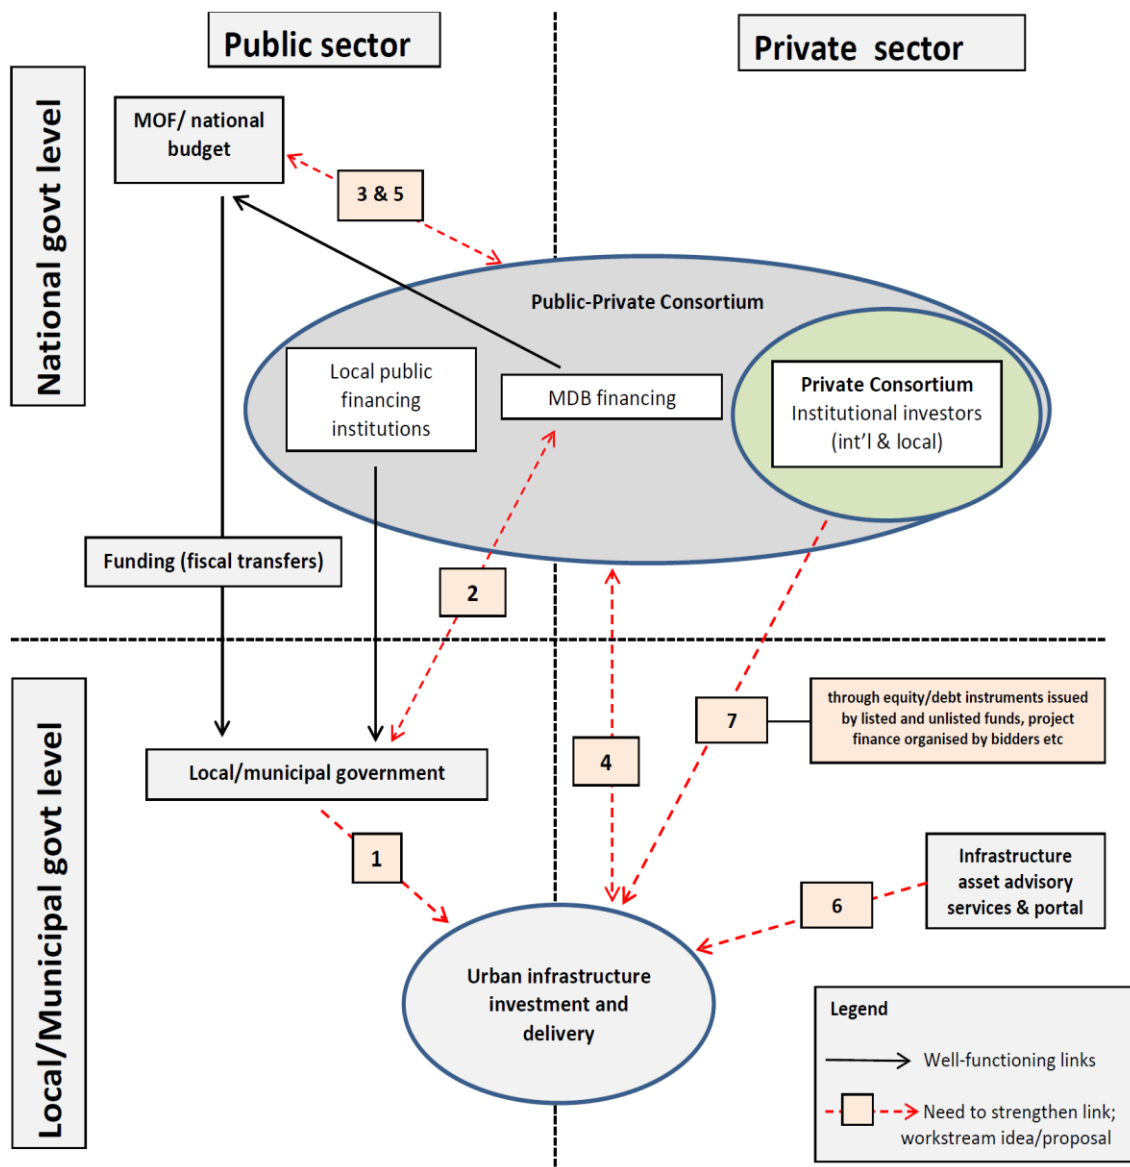 Public sector
Private sector
National govt level
MOF/ national
budget
3 & 5
Public-Private Consortium
Local public
financing
institutions
MDB financing
Private Consortium
Institutional investors
(int'l & local)
Funding (fiscal transfers)
2
Local/Municipal govt level
Local/municipal government
4
7
through equity/debt instruments issued
by listed and unlisted funds, project
finance organised by bidders etc
1
6
Infrastructure
asset advisory
services & portal
Urban infrastructure
investment and
delivery
Legend
Well-functioning links
Need to strengthen link;
workstream idea/proposal